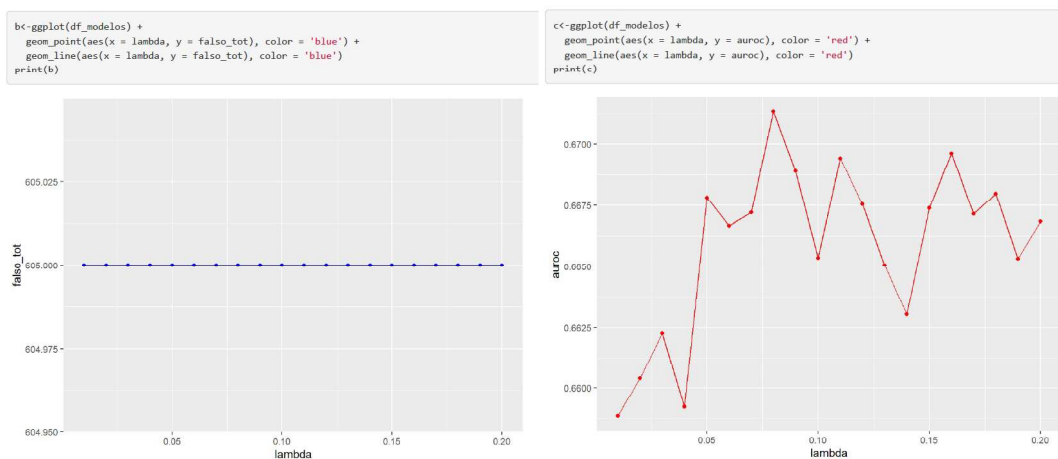 b<-ggplot(df_modelos) +
geom_point(aes(x = lambda, y = falso_tot), color = 'blue') +
geom_line(aes(x = lambda, y = falso_tot), color = 'blue')
print(b)
605.025
605.000
604.975
604.950
falso_tot
0.05
0.10
0.15
0.20
lambda
c<-ggplot(df_modelos) +
geom_point(aes(x = lambda, y = auroc), color = 'red') +
geom_line(aes(x = lambda, y = auroc), color = 'red')
print(c)
0.6700
0.6675
0.6650
0.6625
0.6600
auroc
0.05
0.10
0.15
0.20
lambda